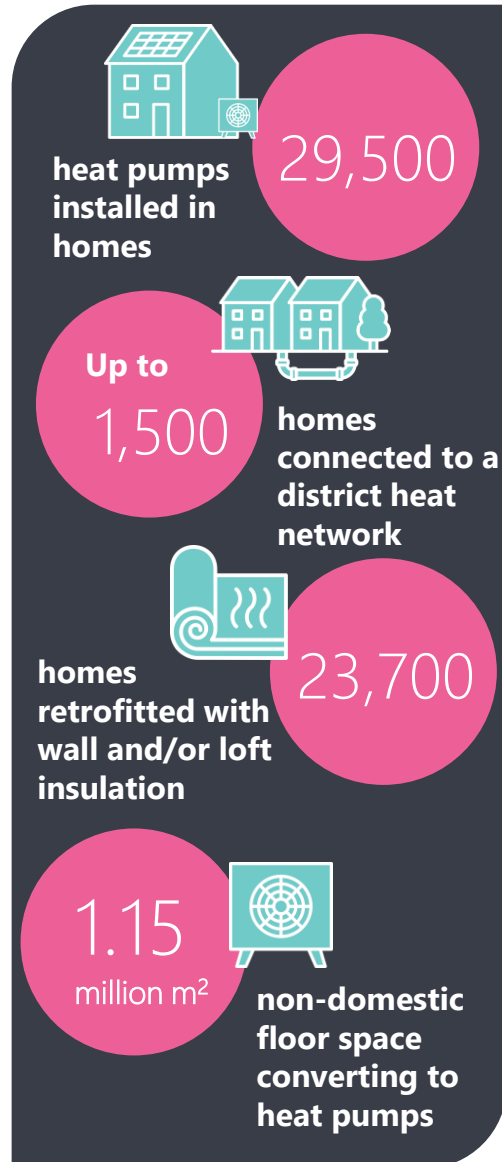 heat pumps
installed in
homes
29,500
Up to
1,500
homes
connected to a
district heat
network
homes
retrofitted with
wall and/or loft
insulation
23,700
1.15
million m²
non-domestic
floor space
converting to
heat pumps